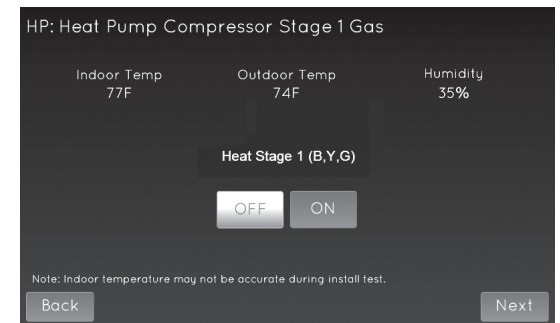 HP: Heat Pump Compressor Stage 1 Gas
Indoor Temp Outdoor Temp Humidity
77F 74F 35%
Heat Stage 1 (B,Y,G)
OFF ON
Note: Indoor temperature may not be accurate during install test.
Back Next